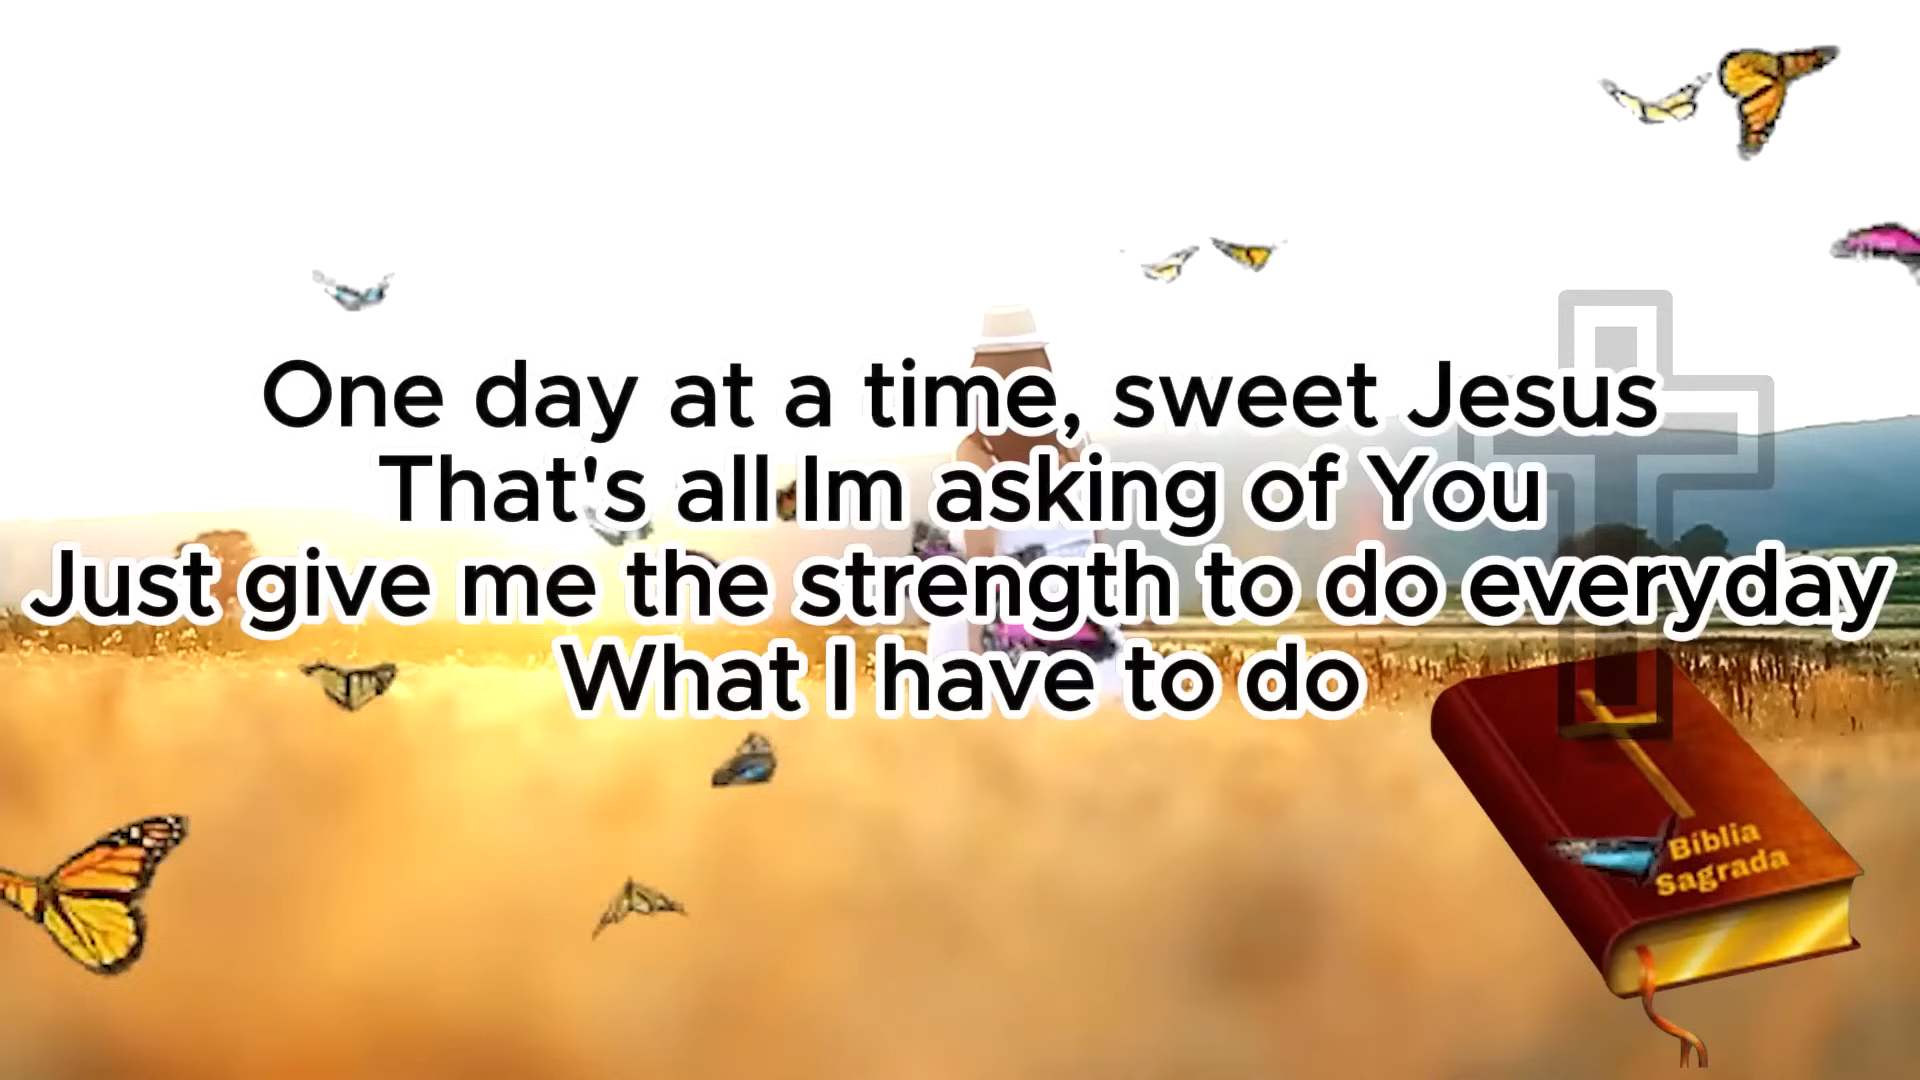 One day at a time, sweet Jesus
That's all Im asking of You
Just give me the strength to do everyday
What I have to do
Bíblia
Sagrada